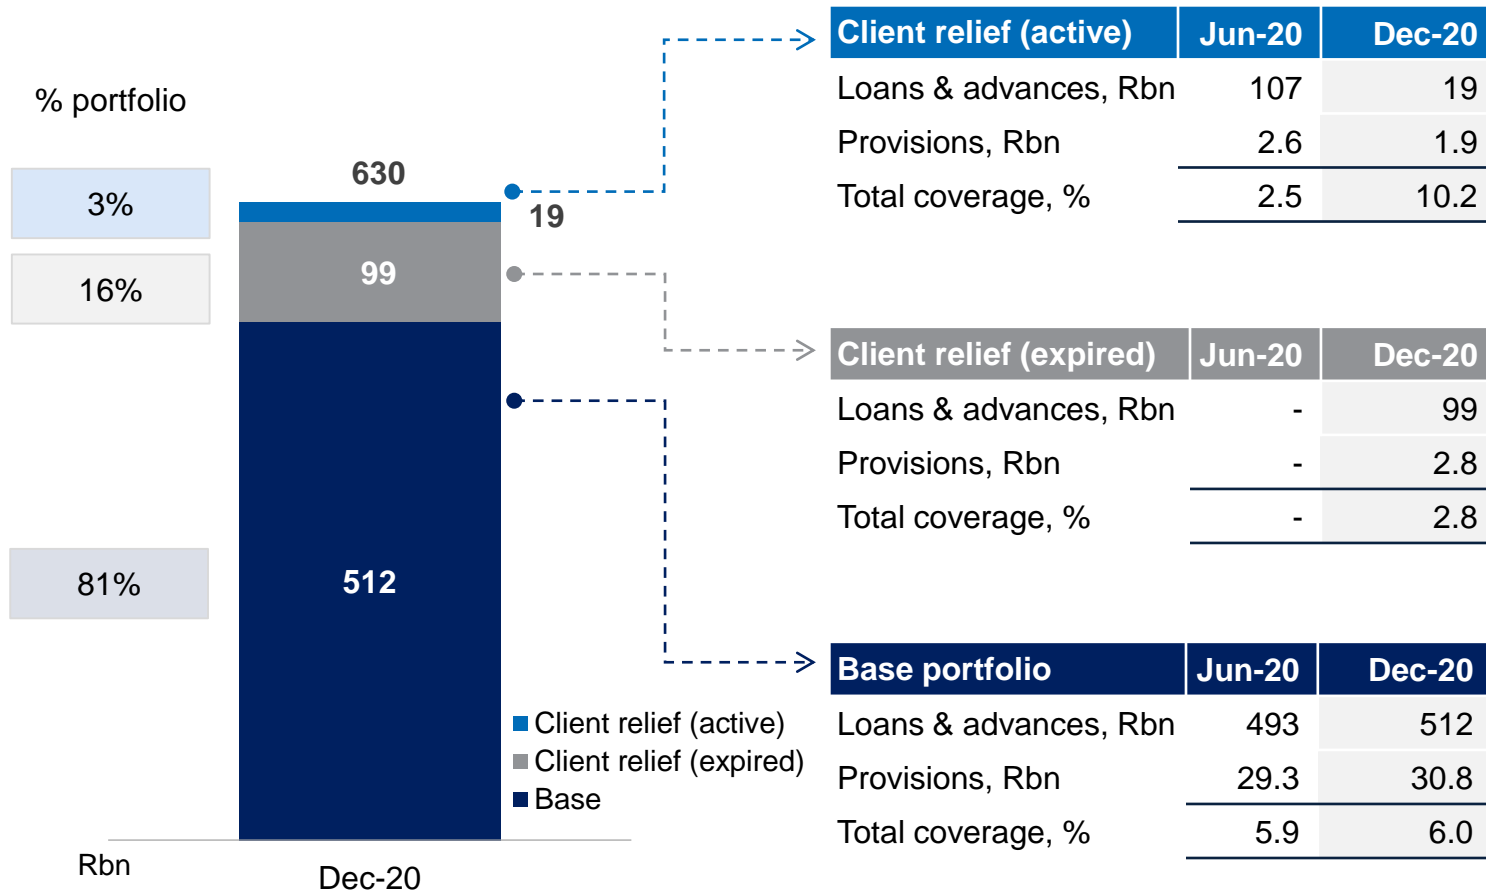 % portfolio
3%
16%
81%
630
19
99
512
Rbn
Dec-20
Client relief (active)
Client relief (expired)
Base
Client relief (active) Jun-20 Dec-20
Loans & advances, Rbn 107 19
Provisions, Rbn 2.6 1.9
Total coverage, % 2.5 10.2
Client relief (expired) Jun-20 Dec-20
Loans & advances, Rbn - 99
Provisions, Rbn - 2.8
Total coverage, % - 2.8
Base portfolio Jun-20 Dec-20
Loans & advances, Rbn 493 512
Provisions, Rbn 29.3 30.8
Total coverage, % 5.9 6.0